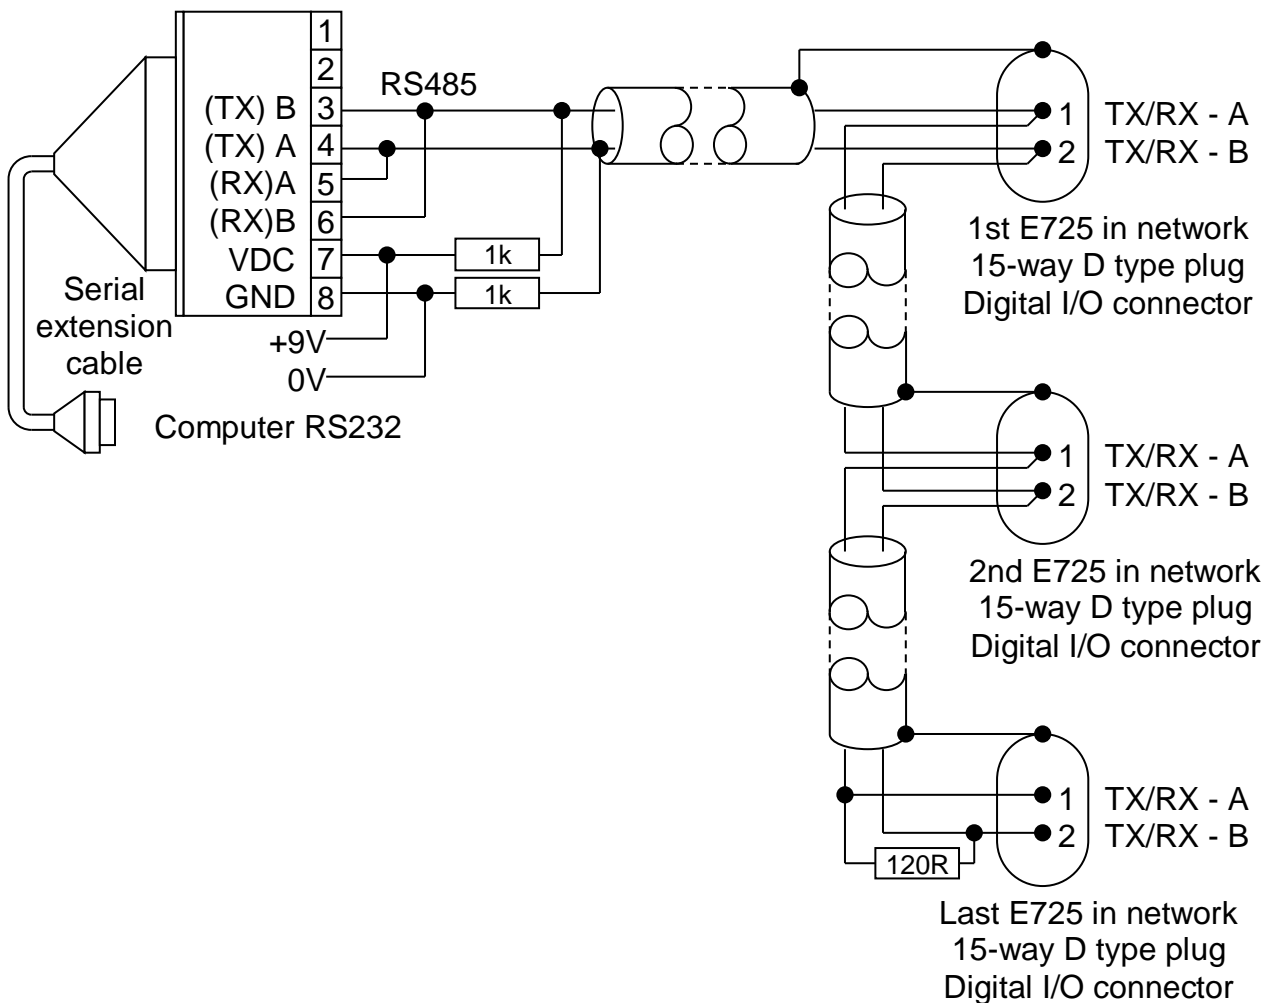 1
2
RS485
(TX) B 3
(TX) A 4
(RX)A 5
(RX)B 6
VDC 7
GND 8
1k
1k
+9V
0V
Serial
extension
cable
Computer RS232
1 TX/RX - A
2 TX/RX - B
1st E725 in network
15-way D type plug
Digital I/O connector
1 TX/RX - A
2 TX/RX - B
2nd E725 in network
15-way D type plug
Digital I/O connector
1 TX/RX - A
2 TX/RX - B
120R
Last E725 in network
15-way D type plug
Digital I/O connector